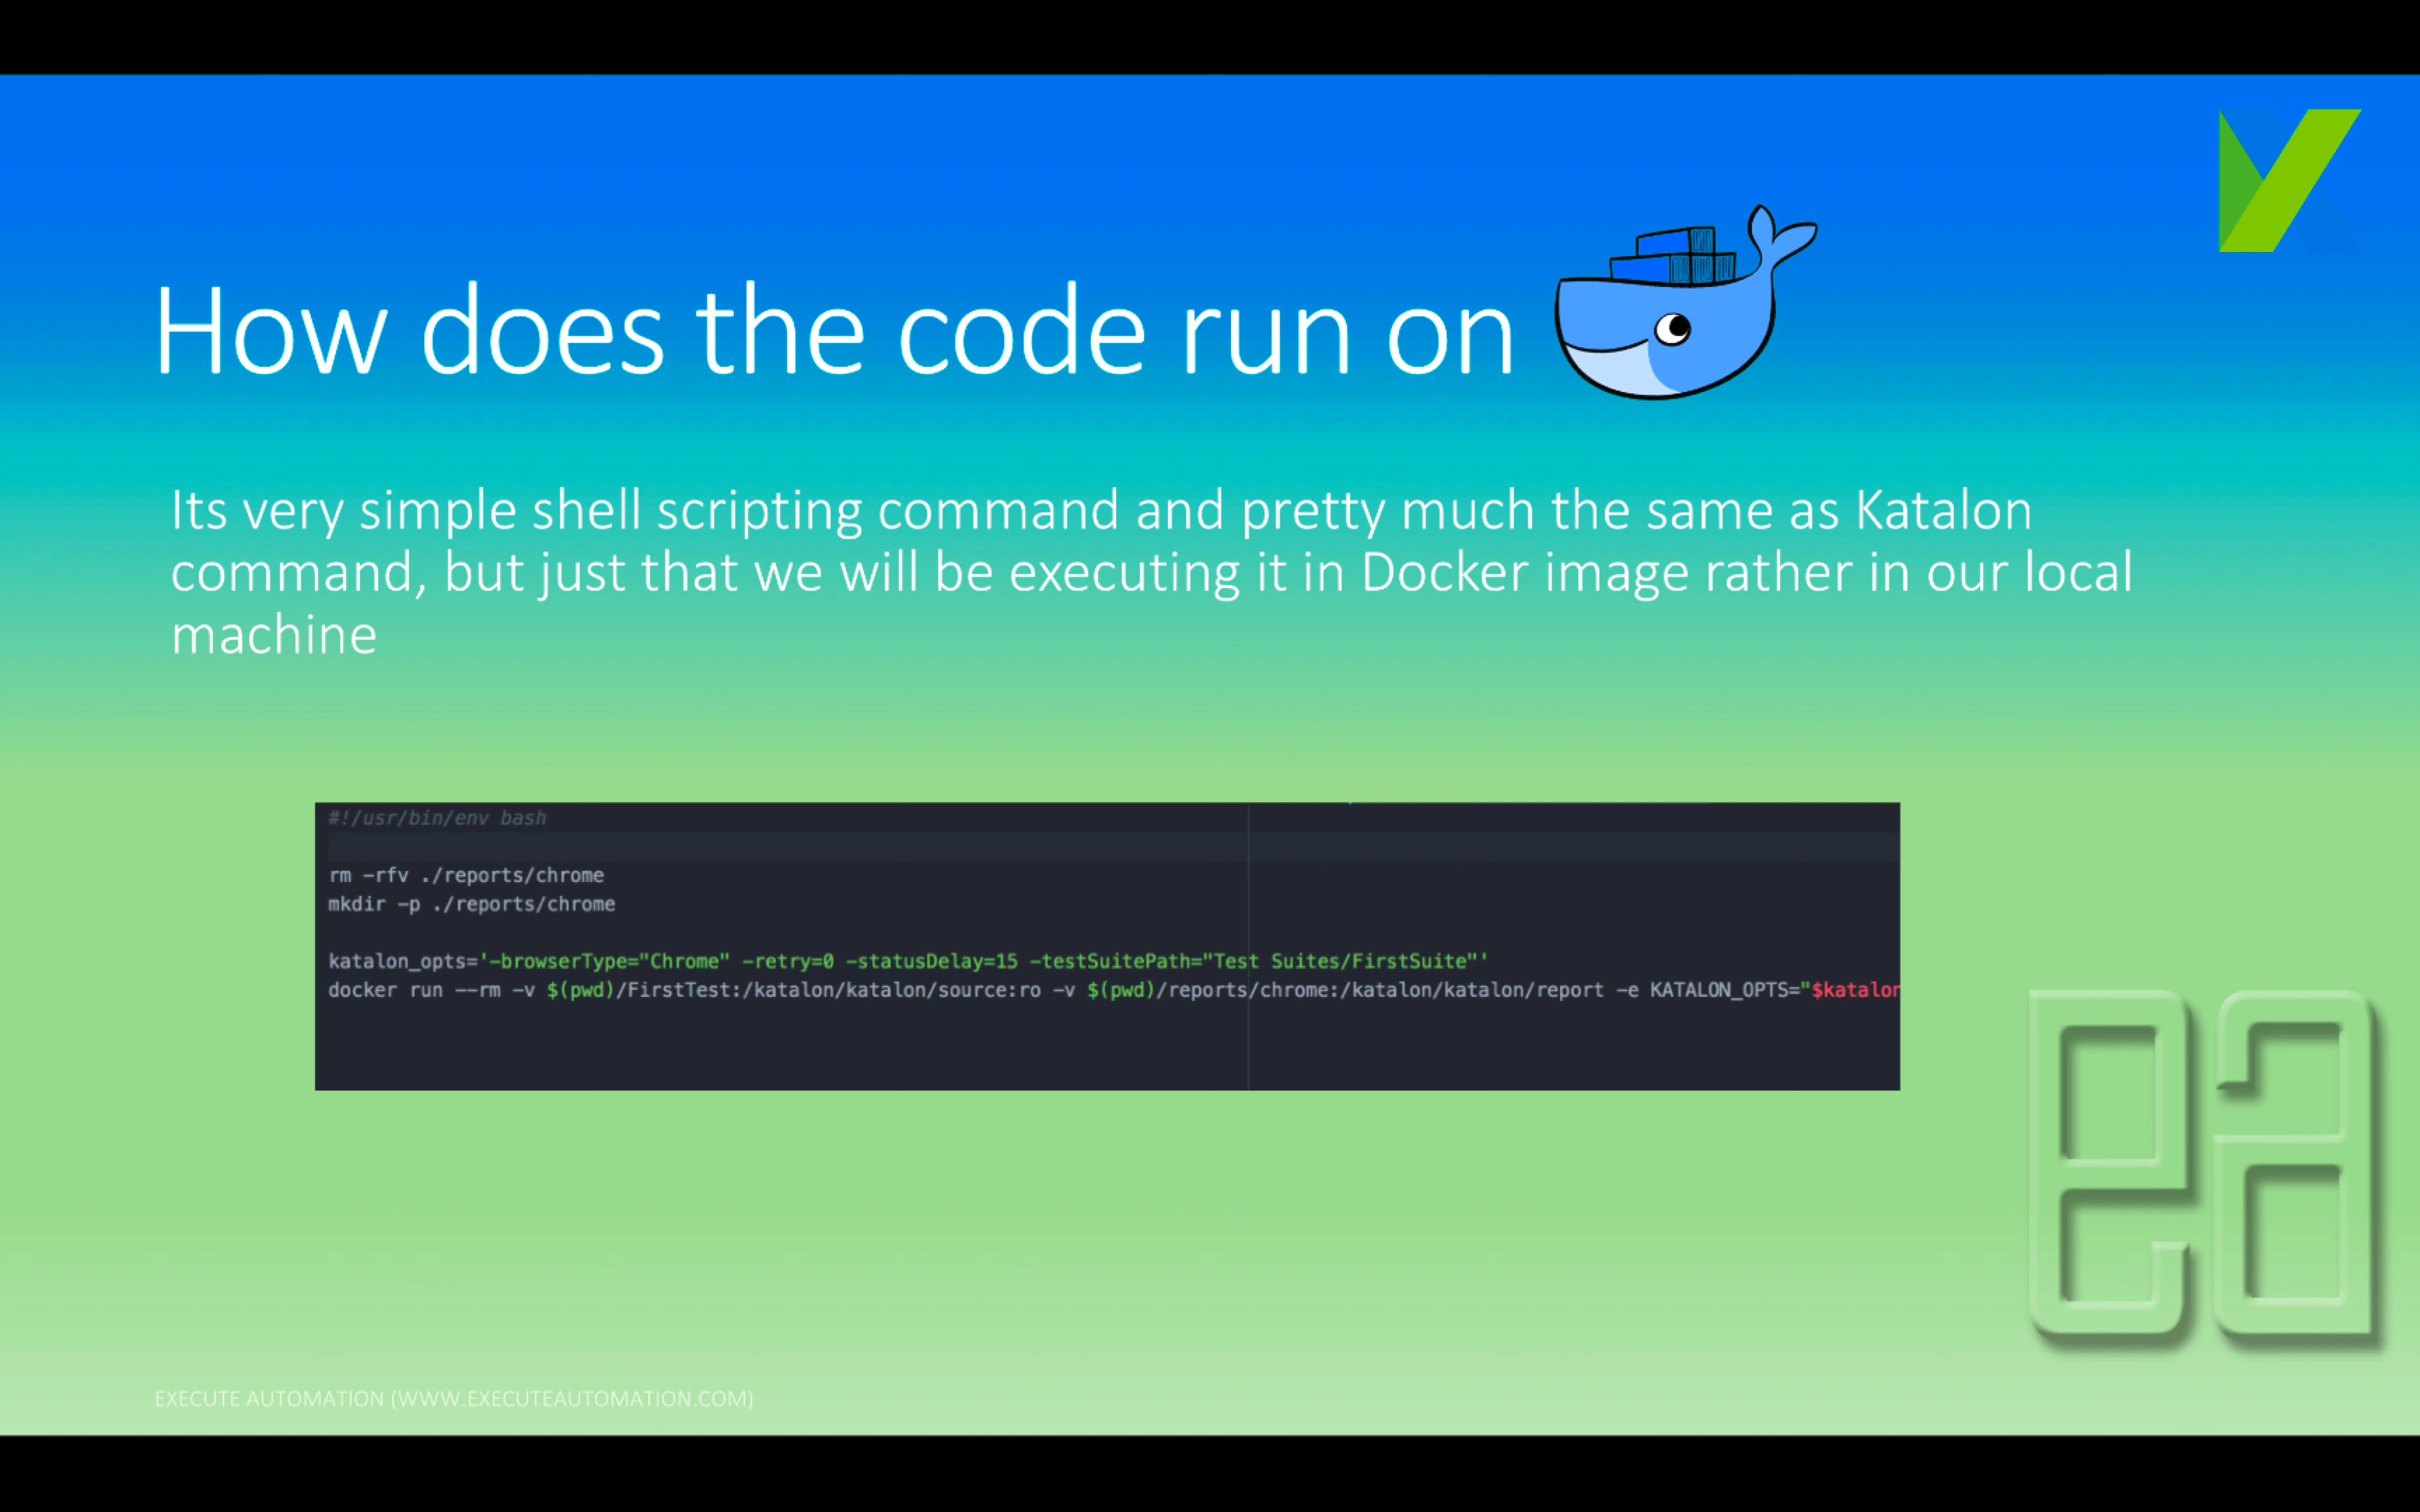 How does the code run on
Its very simple shell scripting command and pretty much the same as Katalon
command, but just that we will be executing it in Docker image rather in our local
machine
#!/usr/bin/env bash
rm -rfv ./reports/chrome
mkdir -p ./reports/chrome
katalon_opts='-browserType="Chrome" -retry=0 -statusDelay=15 -testSuitePath="Test Suites/FirstSuite"'
docker run --rm -v $(pwd)/FirstTest:/katalon/katalon/source:ro -v $(pwd)/reports/chrome:/katalon/katalon/report -e KATALON_OPTS="$katalon
ea
EXECUTE AUTOMATION (WWW.EXECUTEAUTOMATION.COM)